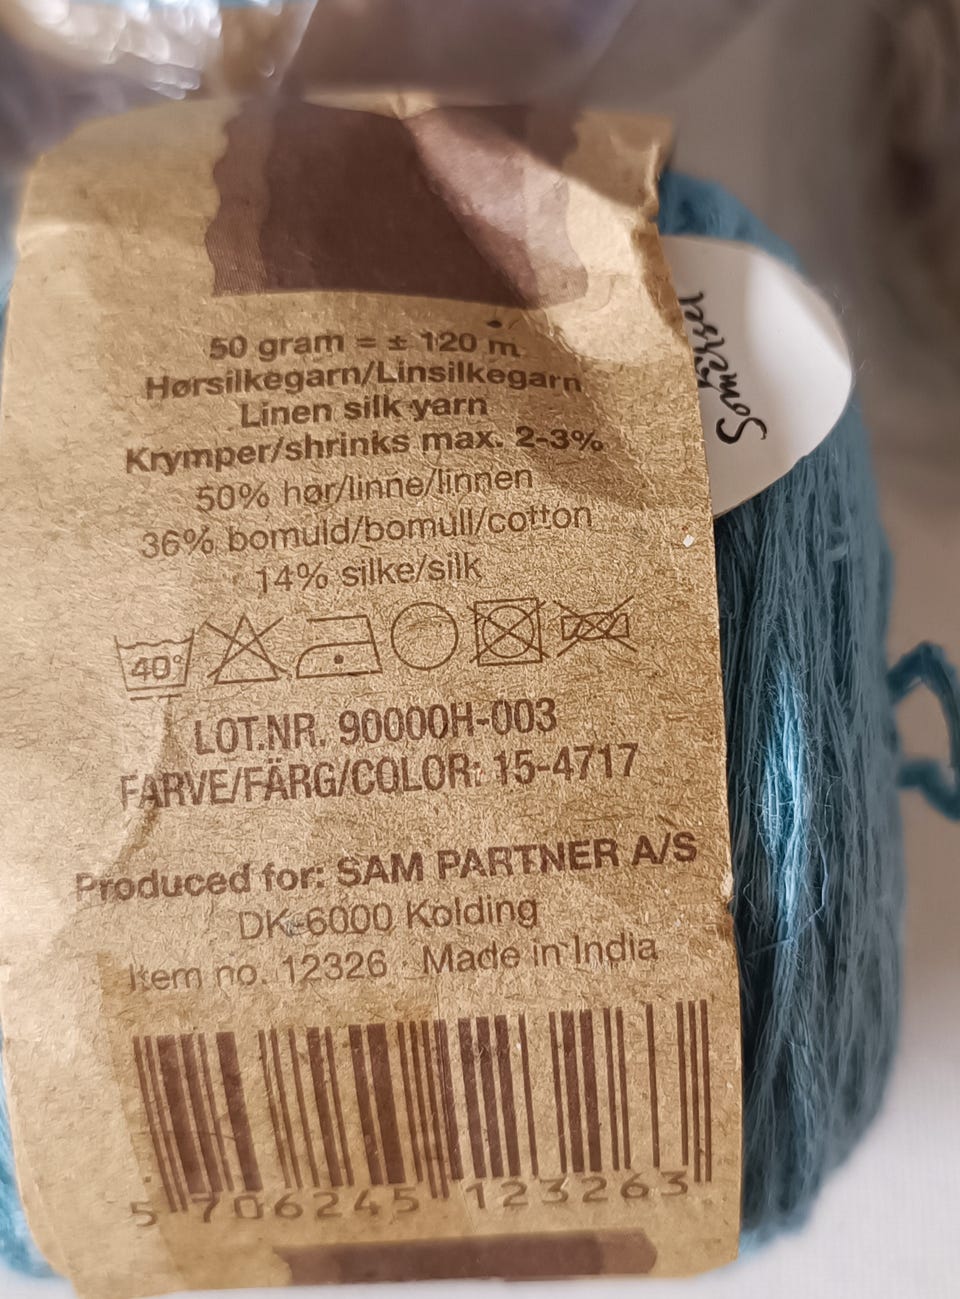 50 gram = ± 120 m
Hørsilkegarn/Linsilkegarn
Linen silk yarn
Krymper/shrinks max. 2-3%
50% hør/linne/linnen
36% bomuld/bomull/cotton
14% silke/silk
40°
LOT.NR. 90000H-003
FARVE/FÄRG/COLOR: 15-4717
Produced for: SAM PARTNER A/S
DK-6000 Kolding
Item no. 12326 · Made in India
5 706245 123263